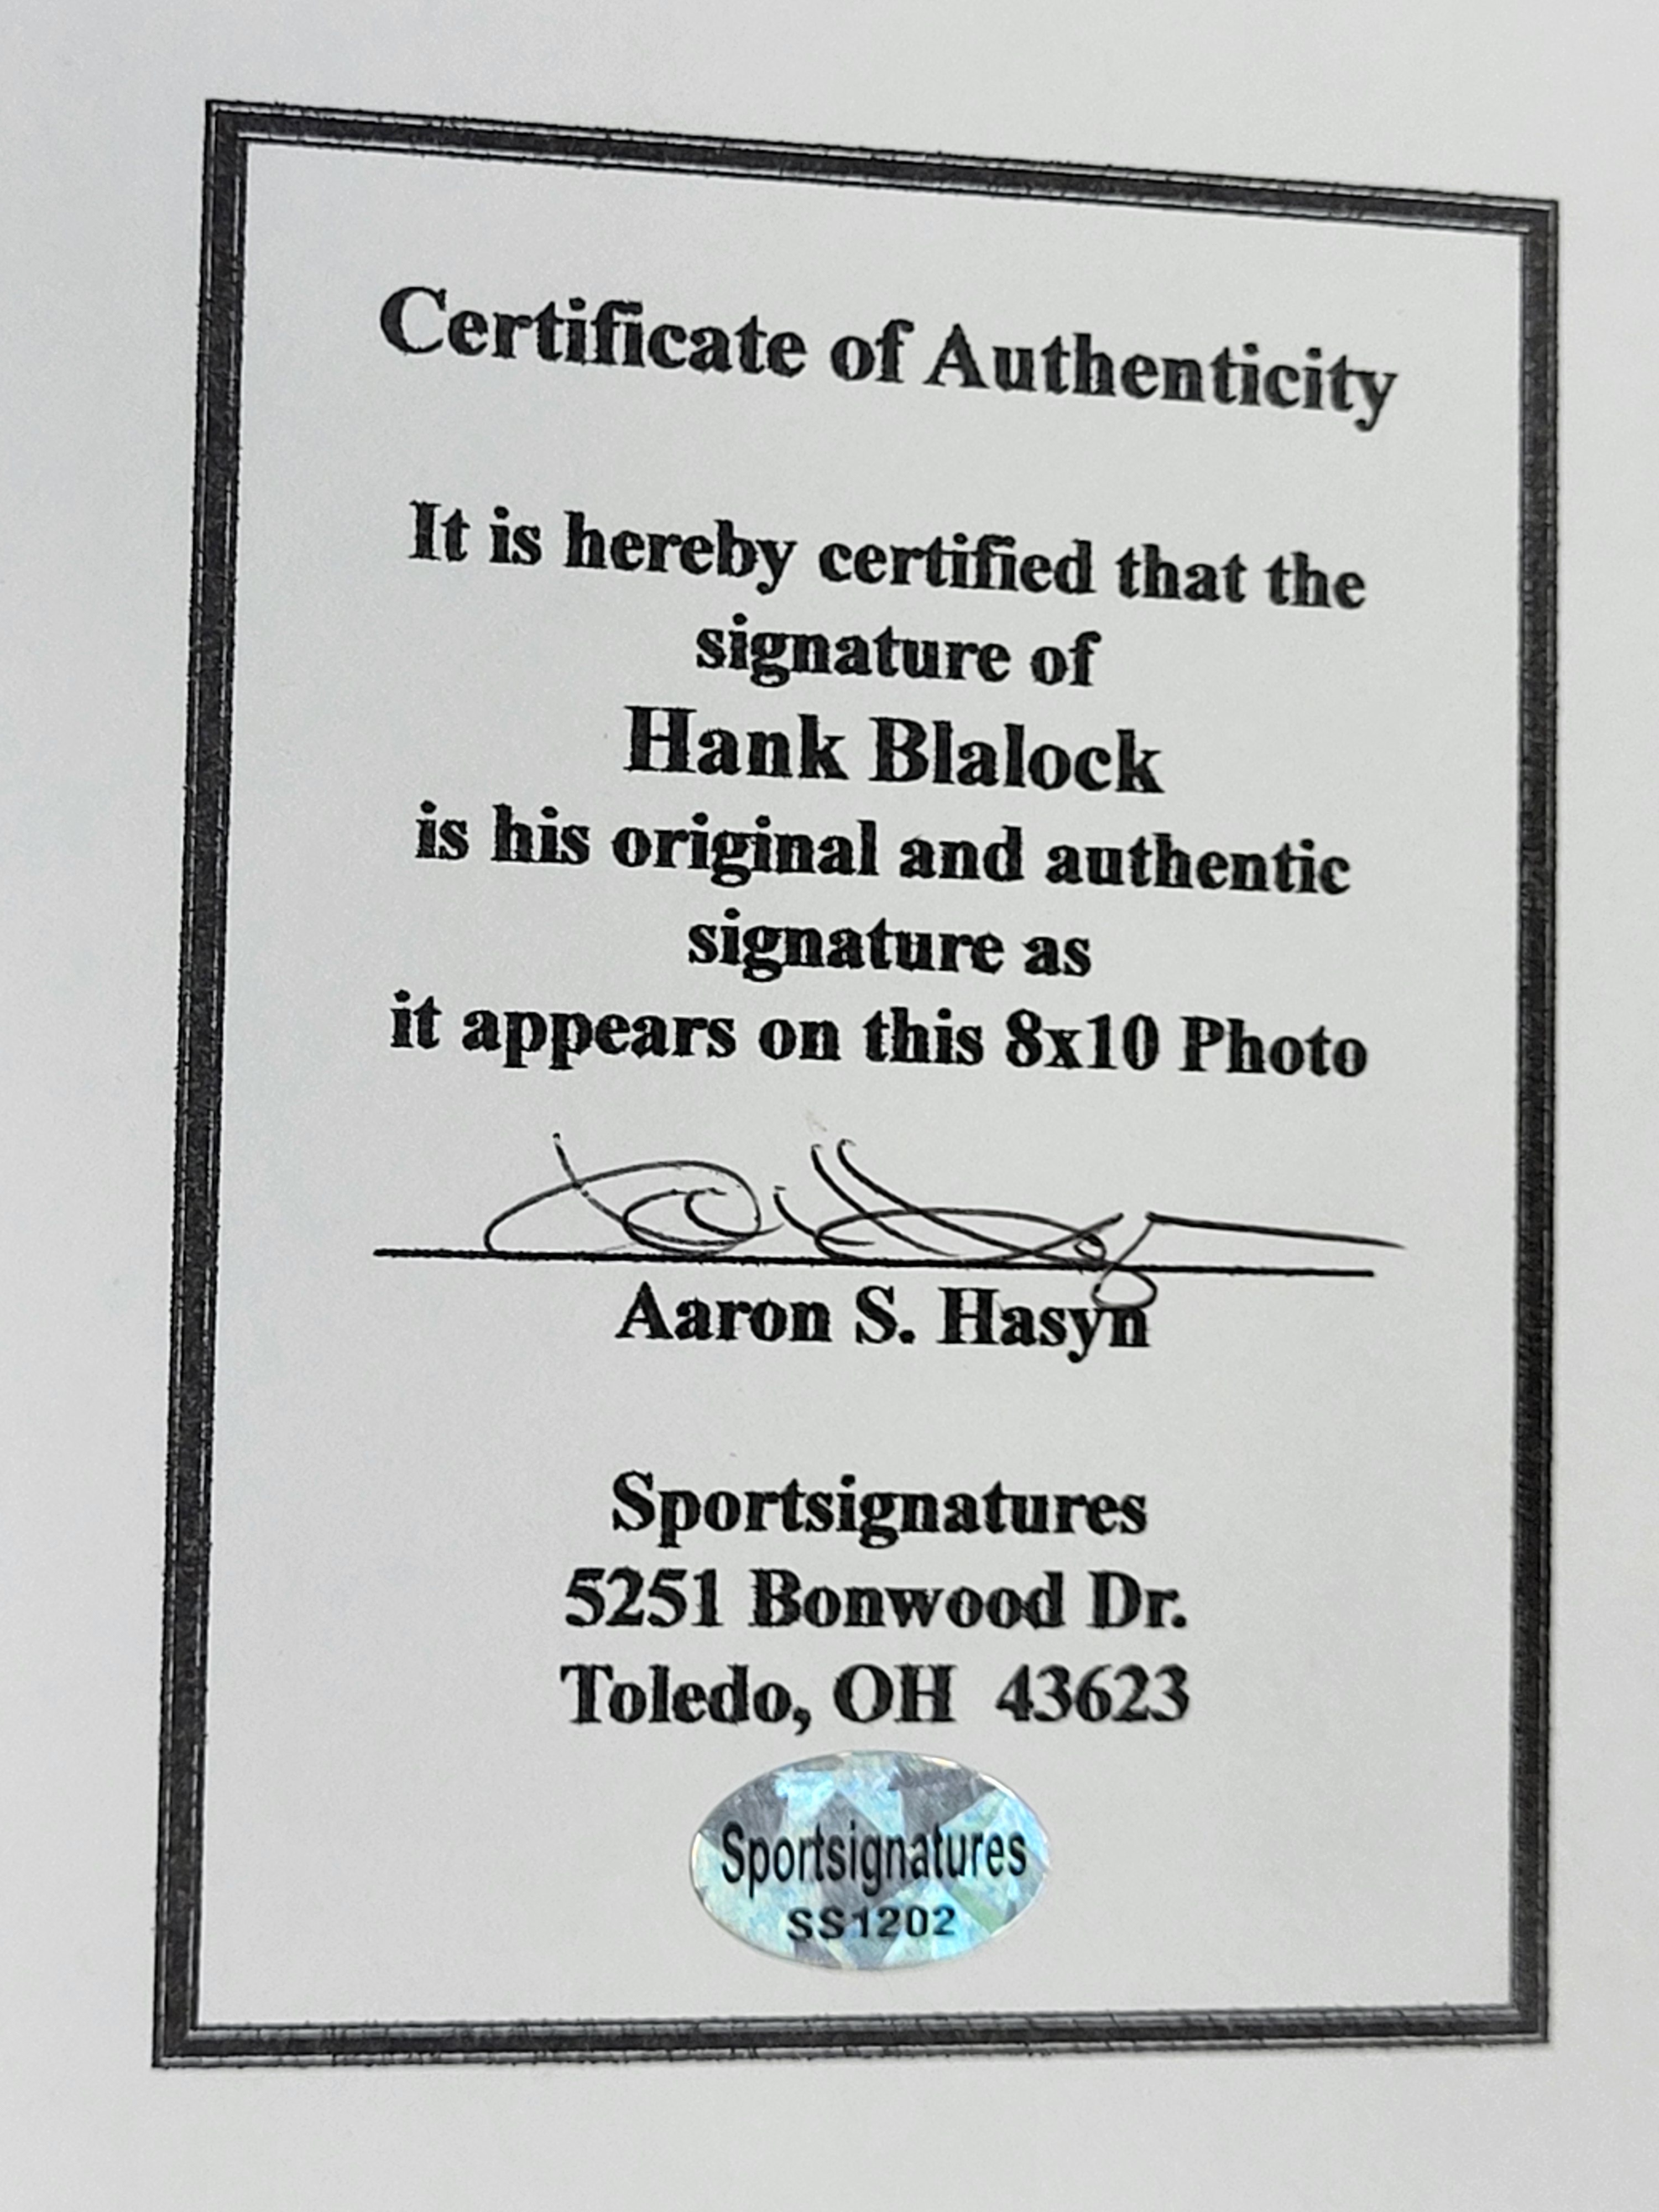 Certificate of Authenticity
It is hereby certified that the
signature of
Hank Blalock
is his original and authentic
signature as
it appears on this 8x10 Photo
Aaron S. Hasyn
Sportsignatures
5251 Bonwood Dr.
Toledo, OH 43623
Sportsignatures
SS1202